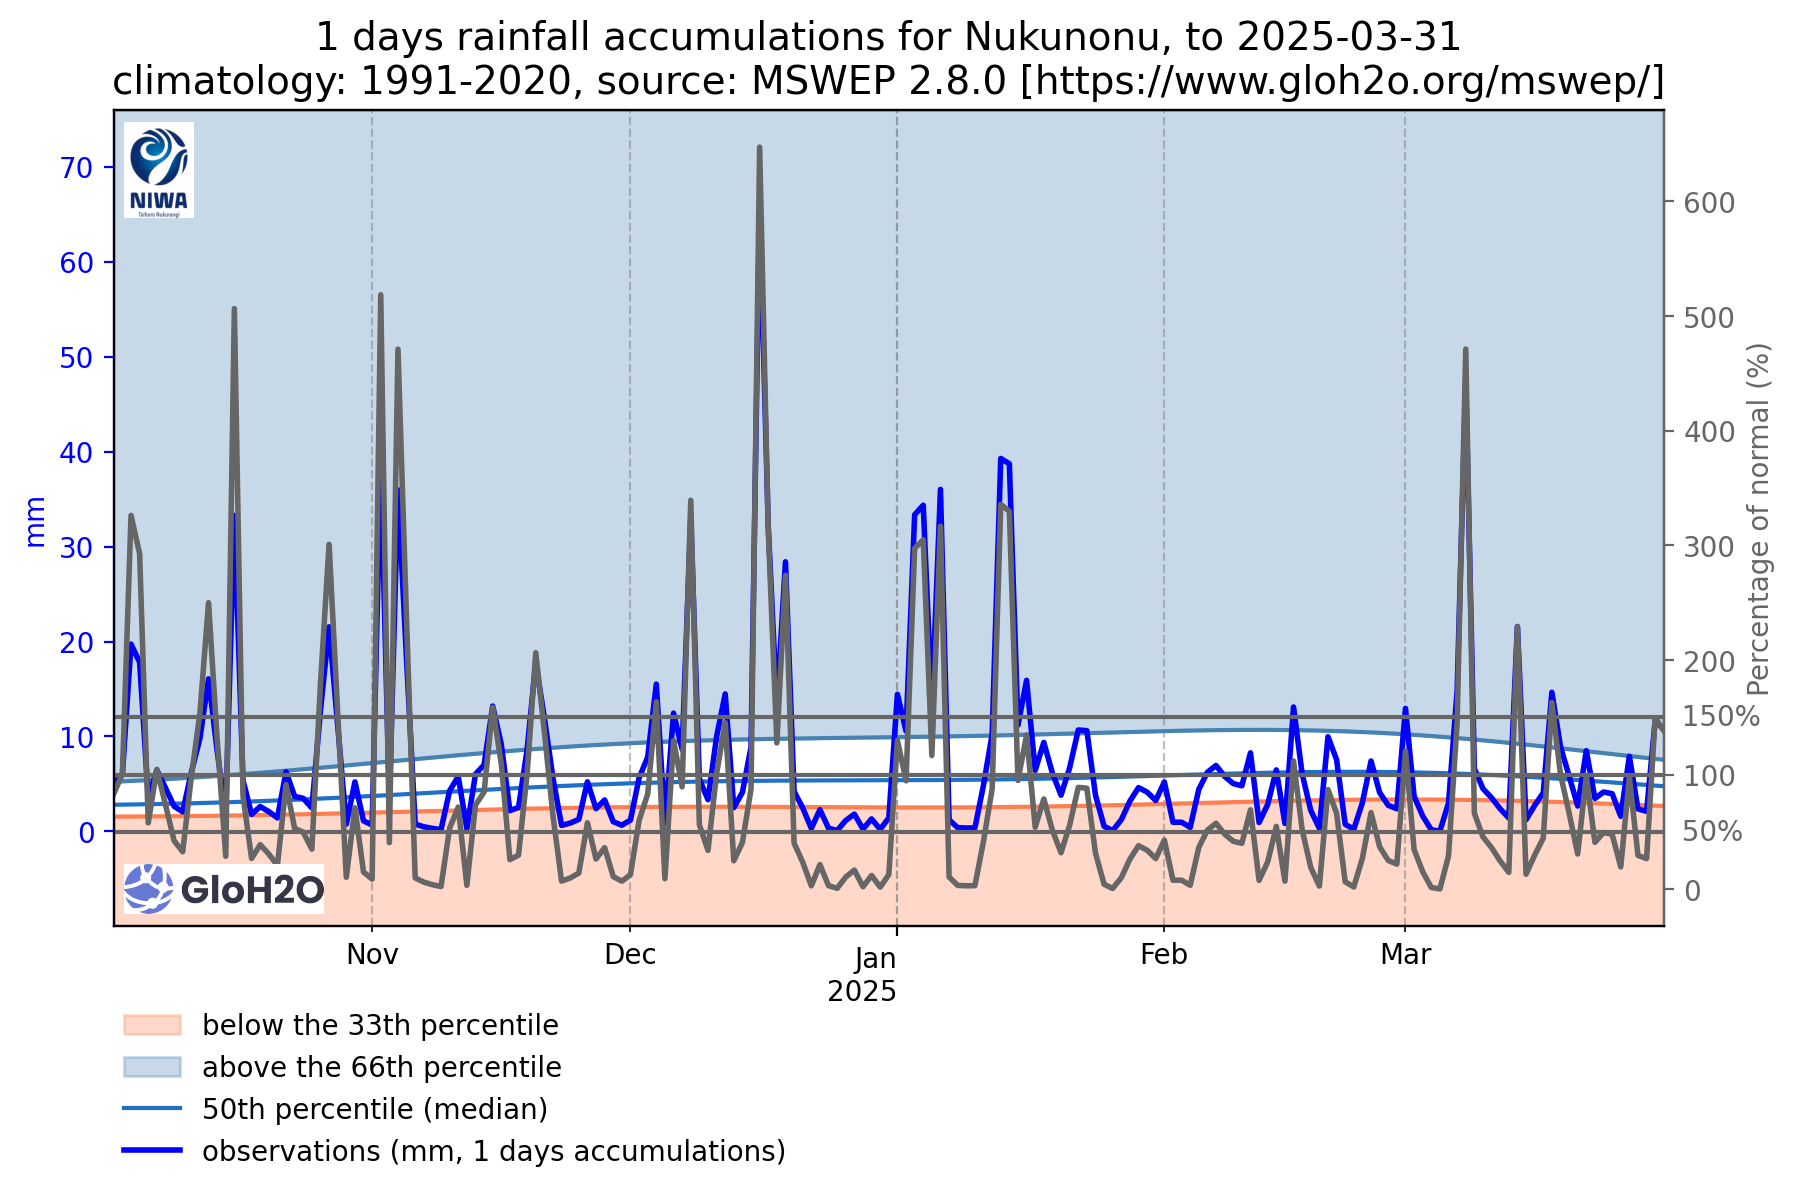 1 days rainfall accumulations for Nukunonu, to 2025-03-31
climatology: 1991-2020, source: MSWEP 2.8.0 [https://www.gloh2o.org/mswep/]
NIWA
Taihoro Nukurangi
70
60
50
40
30
20
10
0
mm
600
500
400
300
200
150%
100
50%
0
Percentage of normal (%)
GloH2O
Nov
Dec
Jan
2025
Feb
Mar
below the 33th percentile
above the 66th percentile
50th percentile (median)
observations (mm, 1 days accumulations)